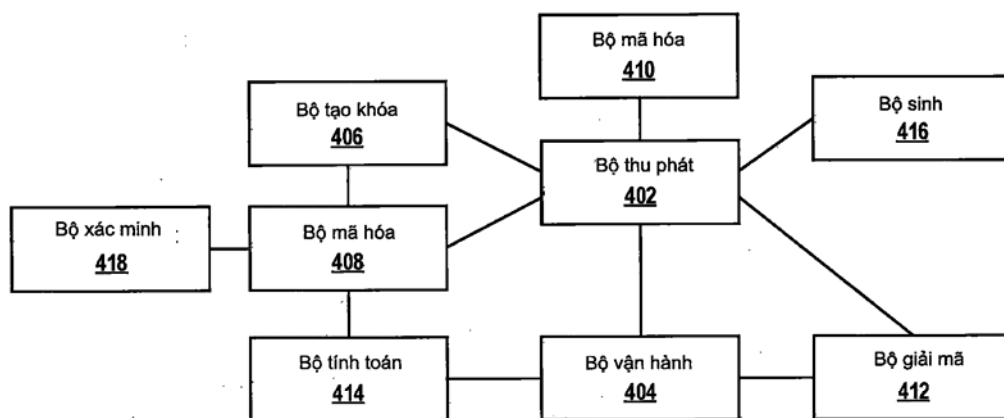 Bộ mã hóa
410
Bộ tạo khóa
406
Bộ sinh
416
Bộ thu phát
402
Bộ xác minh
418
Bộ mã hóa
408
Bộ tính toán
414
Bộ vận hành
404
Bộ giải mã
412